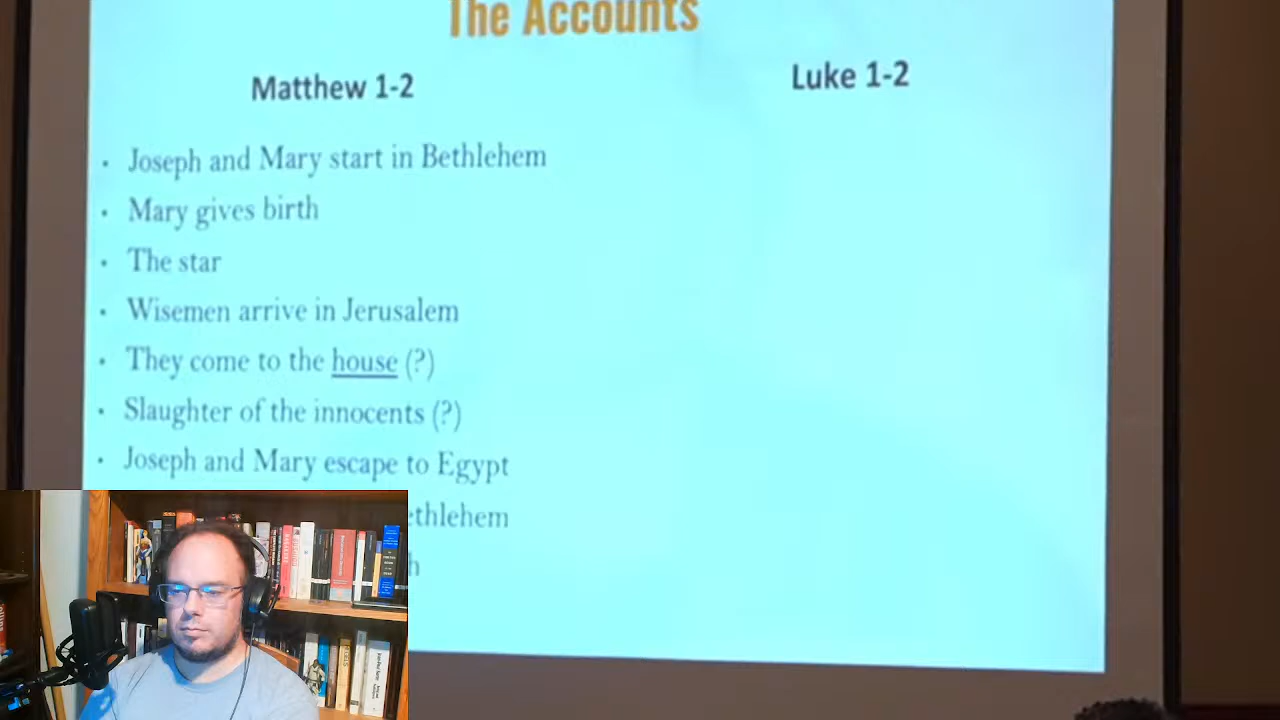 The Accounts
Matthew 1-2
Luke 1-2
• Joseph and Mary start in Bethlehem
• Mary gives birth
• The star
• Wisemen arrive in Jerusalem
• They come to the house (?)
• Slaughter of the innocents (?)
• Joseph and Mary escape to Egypt
ethlehem
h